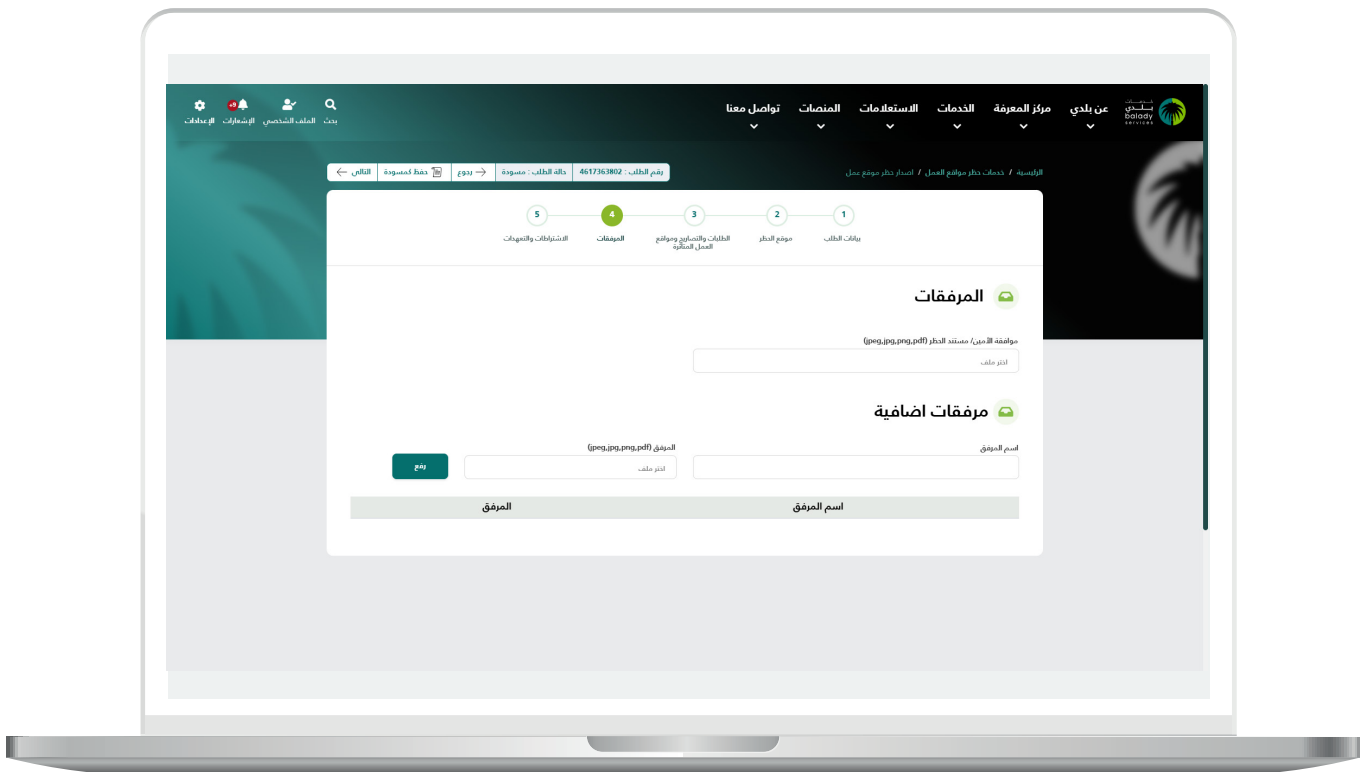 خدمات
بلدي
balady
services
عن بلدي
مركز المعرفة
الخدمات
الاستعلامات
المنصات
تواصل معنا
بحث
الملف الشخصي
الإشعارات
+9
الإعدادات
الرئيسية / خدمات حظر مواقع العمل / اصدار حظر موقع عمل
رقم الطلب : 4617363802
حالة الطلب : مسودة
رجوع
حفظ كمسودة
التالي
1
2
3
4
5
بيانات الطلب
موقع الحظر
الطلبات والتصاريح ومواقع
العمل المتأثرة
المرفقات
الاشتراطات والتعهدات
المرفقات
موافقة الأمين/ مستند الحظر (jpeg,jpg,png,pdf)
اختر ملف
مرفقات اضافية
اسم المرفق
المرفق (jpeg,jpg,png,pdf)
اختر ملف
رفع
اسم المرفق
المرفق